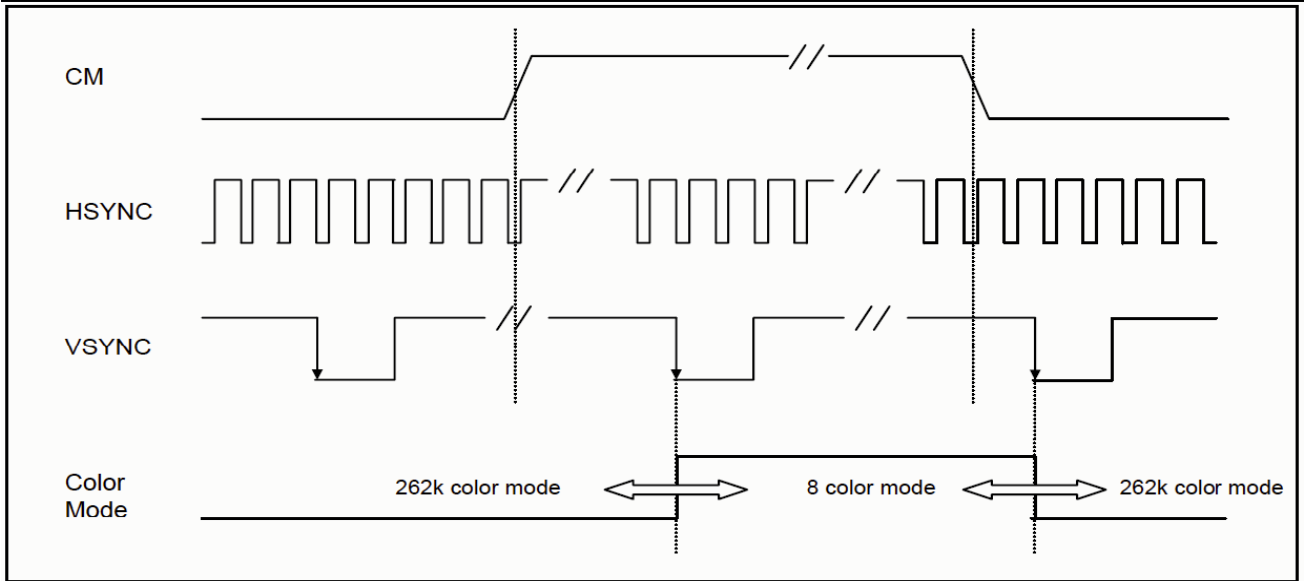 CM
HSYNC
VSYNC
Color
Mode
262k color mode
8 color mode
262k color mode